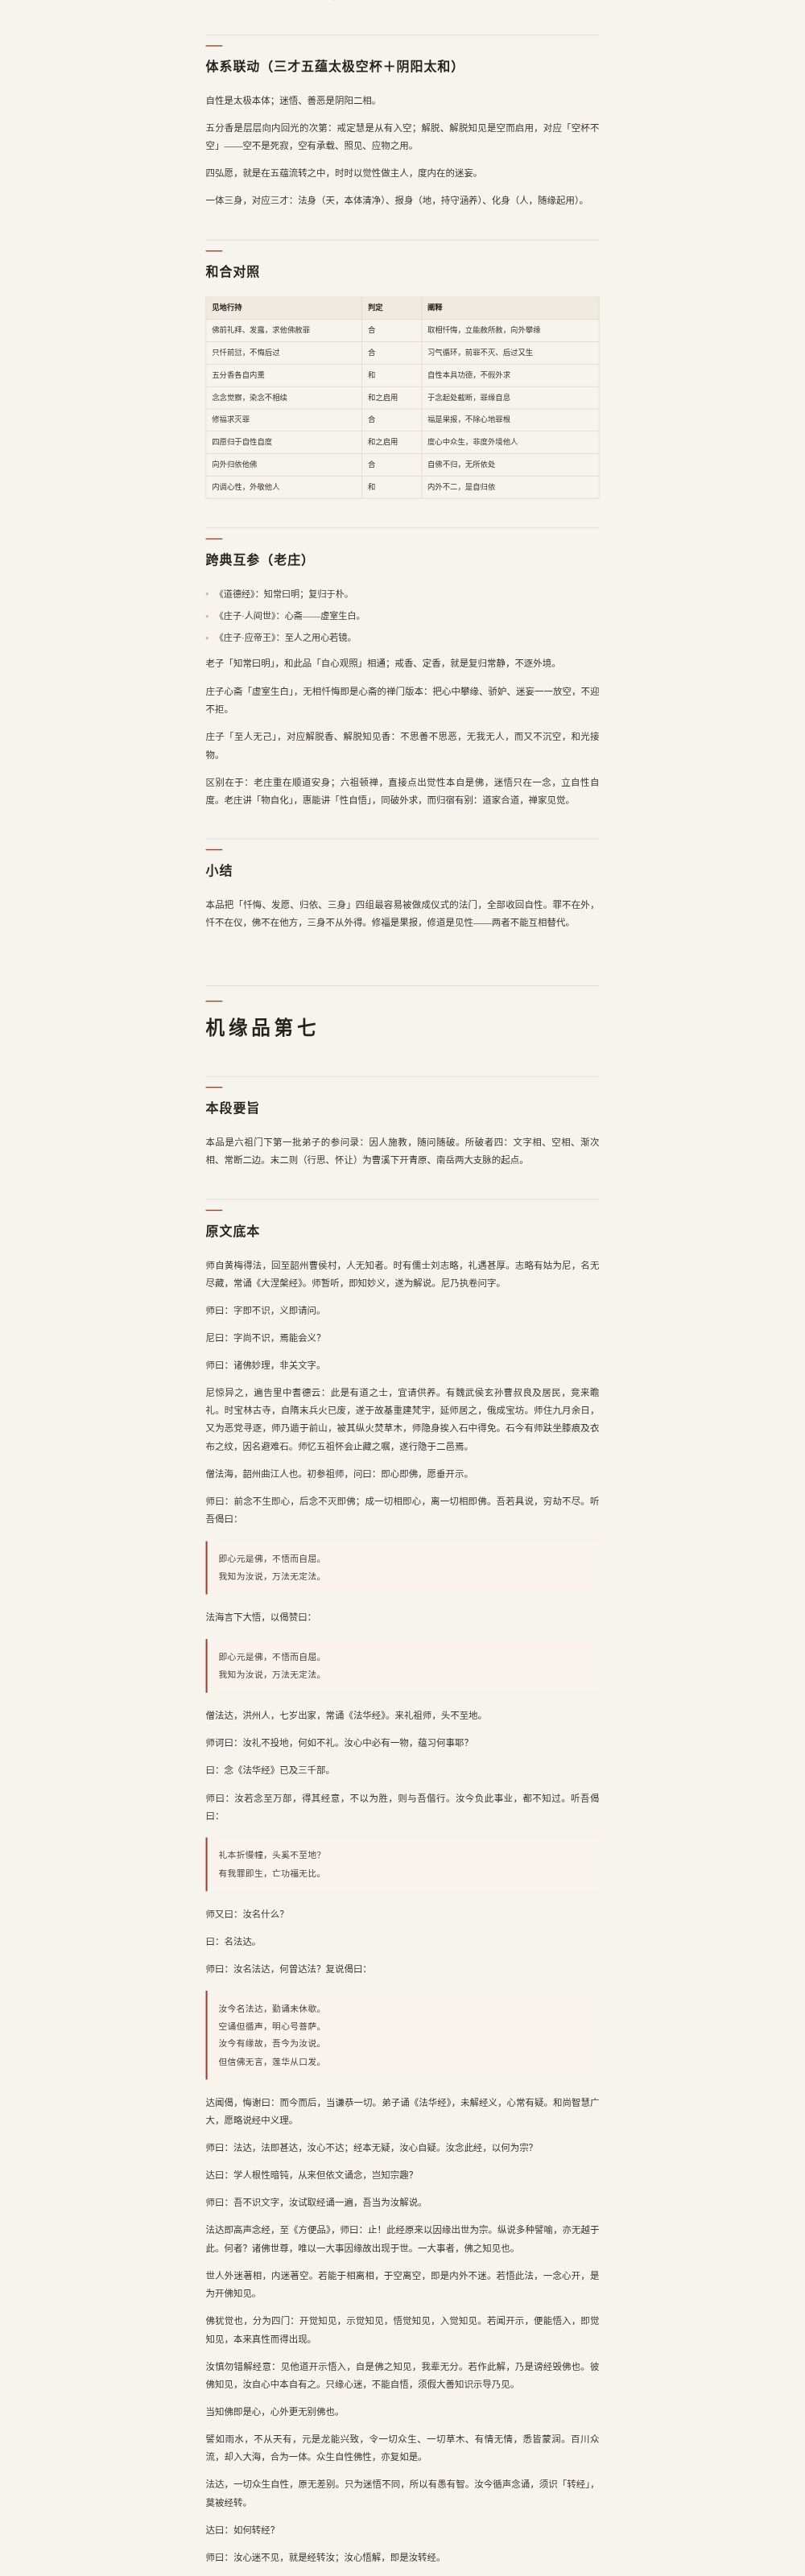 体系联动（三才五蕴太极空杯＋阴阳太和）
自性是太极本体；迷悟、善恶是阴阳二相。
五分香是层层向内回光的次第：戒定慧是从有入空；解脱、解脱知见是空而启用，对应「空杯不
空」——空不是死寂，空有承载、照见、应物之用。
四弘愿，就是在五蕴流转之中，时时以觉性做主人，度内在的迷妄。
一体三身，对应三才：法身（天，本体清净）、报身（地，持守涵养）、化身（人，随缘起用）。
和合对照
见地行持 判定 阐释
佛前礼拜、发露，求他佛赦罪 合 取相忏悔，立能赦所赦，向外攀缘
只忏前愆，不悔后过 合 习气循环，前罪不灭、后过又生
五分香各自内熏 和 自性本具功德，不假外求
念念觉察，染念不相续 和之启用 于念起处截断，罪缘自息
修福求灭罪 合 福是果报，不除心地罪根
四愿归于自性自度 和之启用 度心中众生，非度外境他人
向外归依他佛 合 自佛不归，无所依处
内调心性，外敬他人 和 内外不二，是自归依
跨典互参（老庄）
《道德经》：知常曰明；复归于朴。
《庄子·人间世》：心斋——虚室生白。
《庄子·应帝王》：至人之用心若镜。
老子「知常曰明」，和此品「自心观照」相通；戒香、定香，就是复归常静，不逐外境。
庄子心斋「虚室生白」，无相忏悔即是心斋的禅门版本：把心中攀缘、骄妒、迷妄一一放空，不迎
不拒。
庄子「至人无己」，对应解脱香、解脱知见香：不思善不思恶，无我无人，而又不沉空，和光接
物。
区别在于：老庄重在顺道安身；六祖顿禅，直接点出觉性本自是佛，迷悟只在一念，立自性自
度。老庄讲「物自化」，惠能讲「性自悟」，同破外求，而归宿有别：道家合道，禅家见觉。
小结
本品把「忏悔、发愿、归依、三身」四组最容易被做成仪式的法门，全部收回自性。罪不在外，
忏不在仪，佛不在他方，三身不从外得。修福是果报，修道是见性——两者不能互相替代。
机缘品第七
本段要旨
本品是六祖门下第一批弟子的参问录：因人施教，随问随破。所破者四：文字相、空相、渐次
相、常断二边。末二则（行思、怀让）为曹溪下开青原、南岳两大支脉的起点。
原文底本
师自黄梅得法，回至韶州曹侯村，人无知者。时有儒士刘志略，礼遇甚厚。志略有姑为尼，名无
尽藏，常诵《大涅槃经》。师暂听，即知妙义，遂为解说。尼乃执卷问字。
师曰：字即不识，义即请问。
尼曰：字尚不识，焉能会义？
师曰：诸佛妙理，非关文字。
尼惊异之，遍告里中耆德云：此是有道之士，宜请供养。有魏武侯玄孙曹叔良及居民，竞来瞻
礼。时宝林古寺，自隋末兵火已废，遂于故基重建梵宇，延师居之，俄成宝坊。师住九月余日，
又为恶党寻逐，师乃遁于前山，被其纵火焚草木，师隐身挨入石中得免。石今有师趺坐膝痕及衣
布之纹，因名避难石。师忆五祖怀会止藏之嘱，遂行隐于二邑焉。
僧法海，韶州曲江人也。初参祖师，问曰：即心即佛，愿垂开示。
师曰：前念不生即心，后念不灭即佛；成一切相即心，离一切相即佛。吾若具说，穷劫不尽。听
吾偈曰：
即心元是佛，不悟而自屈。
我知为汝说，万法无定法。
法海言下大悟，以偈赞曰：
即心元是佛，不悟而自屈。
我知为汝说，万法无定法。
僧法达，洪州人，七岁出家，常诵《法华经》。来礼祖师，头不至地。
师诃曰：汝礼不投地，何如不礼。汝心中必有一物，蕴习何事耶？
曰：念《法华经》已及三千部。
师曰：汝若念至万部，得其经意，不以为胜，则与吾偕行。汝今负此事业，都不知过。听吾偈
曰：
礼本折慢幢，头奚不至地？
有我罪即生，亡功福无比。
师又曰：汝名什么？
曰：名法达。
师曰：汝名法达，何曾达法？复说偈曰：
汝今名法达，勤诵未休歇。
空诵但循声，明心号菩萨。
汝今有缘故，吾今为汝说。
但信佛无言，莲华从口发。
达闻偈，悔谢曰：而今而后，当谦恭一切。弟子诵《法华经》，未解经义，心常有疑。和尚智慧广
大，愿略说经中义理。
师曰：法达，法即甚达，汝心不达；经本无疑，汝心自疑。汝念此经，以何为宗？
达曰：学人根性暗钝，从来但依文诵念，岂知宗趣？
师曰：吾不识文字，汝试取经诵一遍，吾当为汝解说。
法达即高声念经，至《方便品》，师曰：止！此经原来以因缘出世为宗。纵说多种譬喻，亦无越于
此。何者？诸佛世尊，唯以一大事因缘故出现于世。一大事者，佛之知见也。
世人外迷著相，内迷著空。若能于相离相，于空离空，即是内外不迷。若悟此法，一念心开，是
为开佛知见。
佛犹觉也，分为四门：开觉知见，示觉知见，悟觉知见，入觉知见。若闻开示，便能悟入，即觉
知见，本来真性而得出现。
汝慎勿错解经意：见他道开示悟入，自是佛之知见，我辈无分。若作此解，乃是谤经毁佛也。彼
佛知见，汝自心中本自有之。只缘心迷，不能自悟，须假大善知识示导乃见。
当知佛即是心，心外更无别佛也。
譬如雨水，不从天有，元是龙能兴致，令一切众生、一切草木、有情无情，悉皆蒙润。百川众
流，却入大海，合为一体。众生自性佛性，亦复如是。
法达，一切众生自性，原无差别。只为迷悟不同，所以有愚有智。汝今循声念诵，须识「转经」，
莫被经转。
达曰：如何转经？
师曰：汝心迷不见，就是经转汝；汝心悟解，即是汝转经。